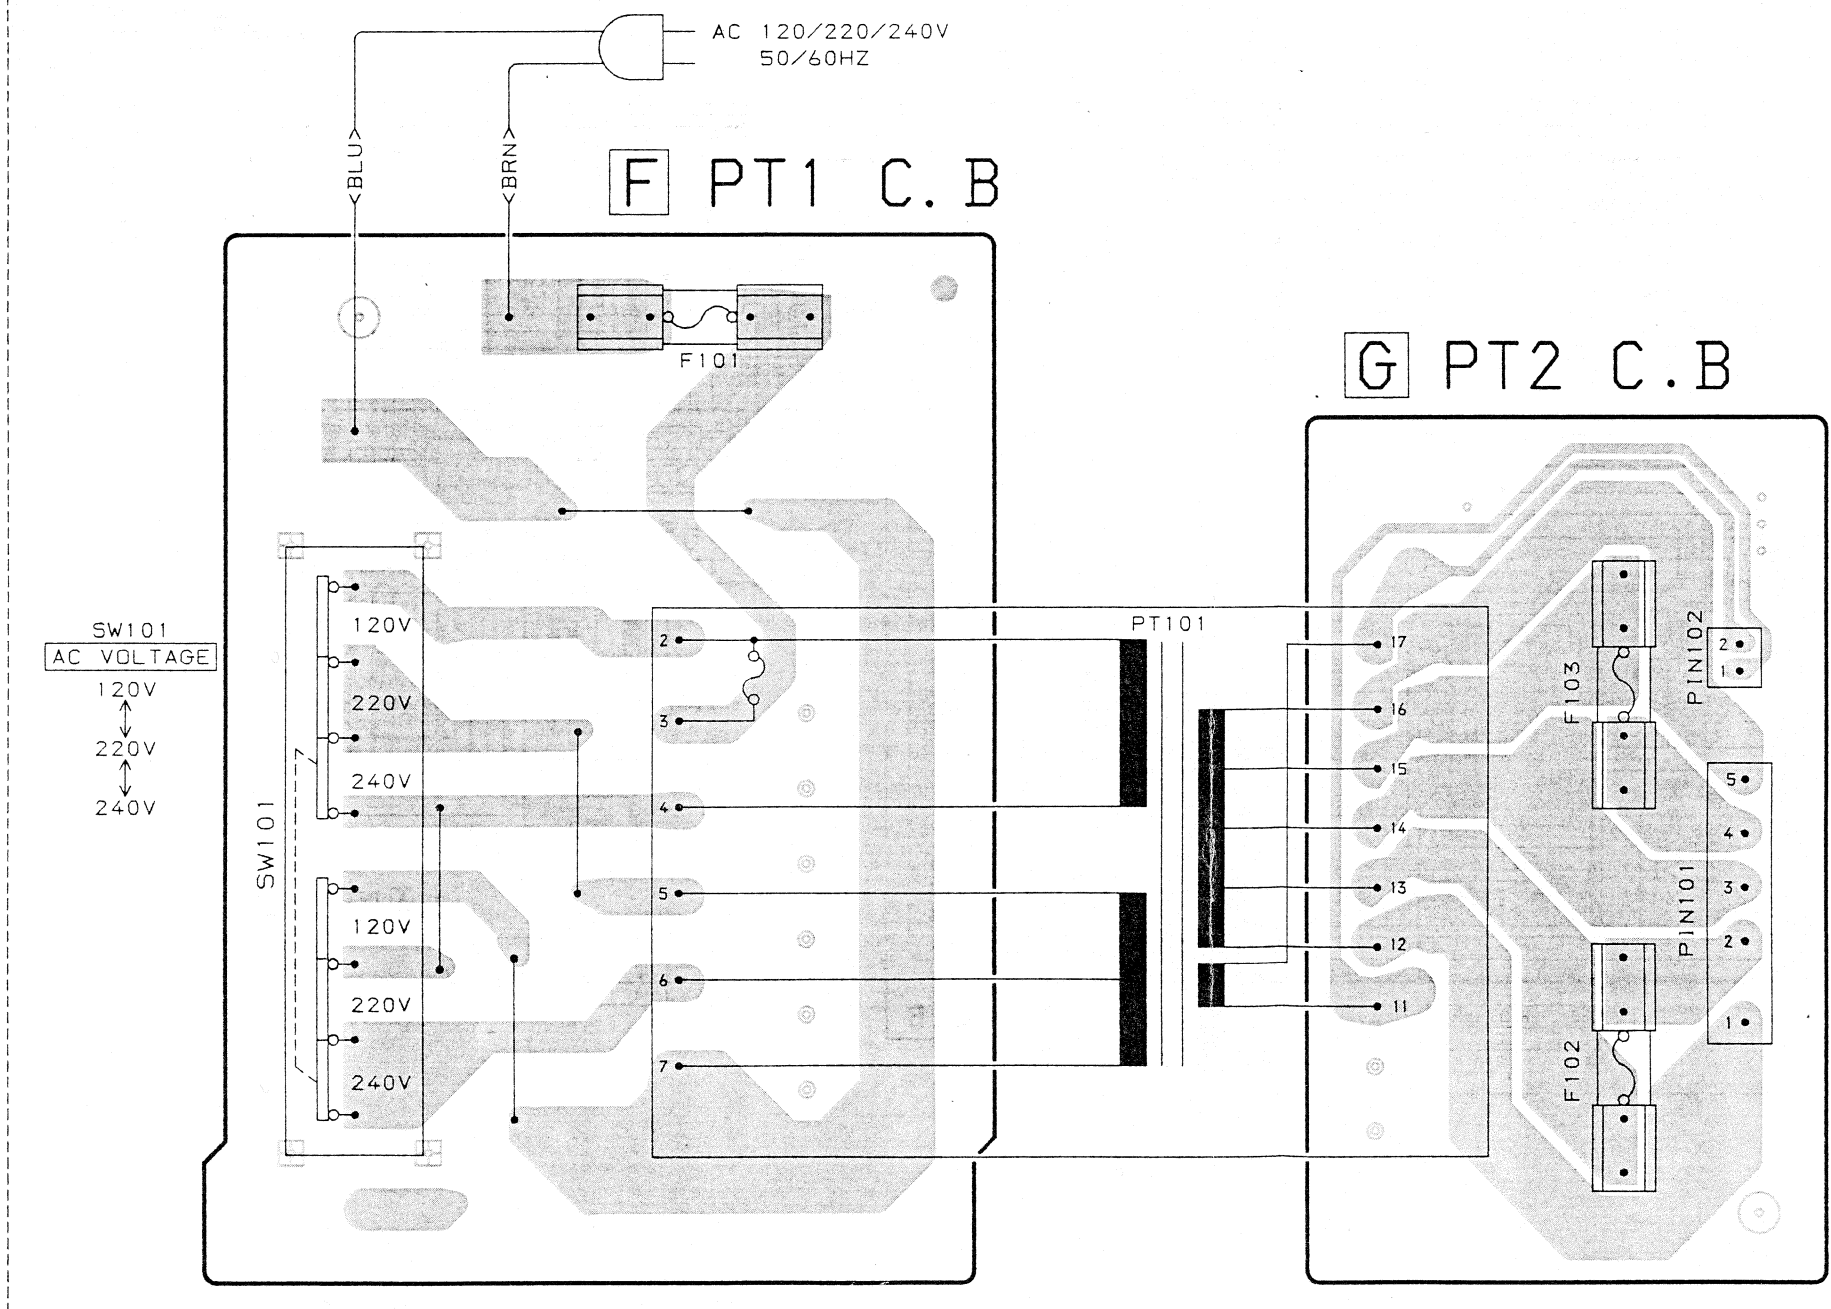 AC 120/220/240V
50/60HZ
<BLU>
<BRN>
F PT1 C.B
F101
G PT2 C.B
SW101
AC VOLTAGE
120V
220V
240V
SW101
120V
220V
240V
120V
220V
240V
2
3
4
5
6
7
PT101
17
16
15
14
13
12
11
F103
F102
PIN102
2
1
PIN101
5
4
3
2
1